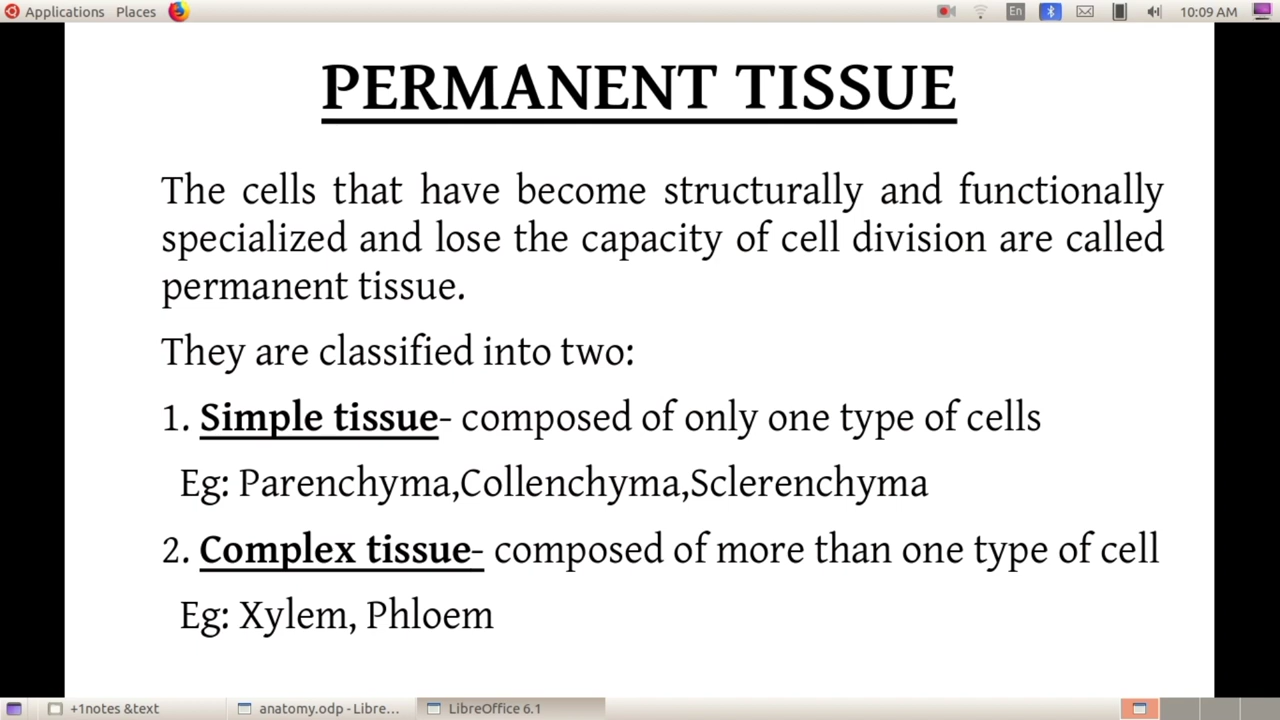 Applications Places En 10:09 AM
PERMANENT TISSUE
The cells that have become structurally and functionally
specialized and lose the capacity of cell division are called
permanent tissue.
They are classified into two:
1. Simple tissue- composed of only one type of cells
Eg: Parenchyma,Collenchyma,Sclerenchyma
2. Complex tissue- composed of more than one type of cell
Eg: Xylem, Phloem
+1notes &text anatomy.odp - Libre... LibreOffice 6.1